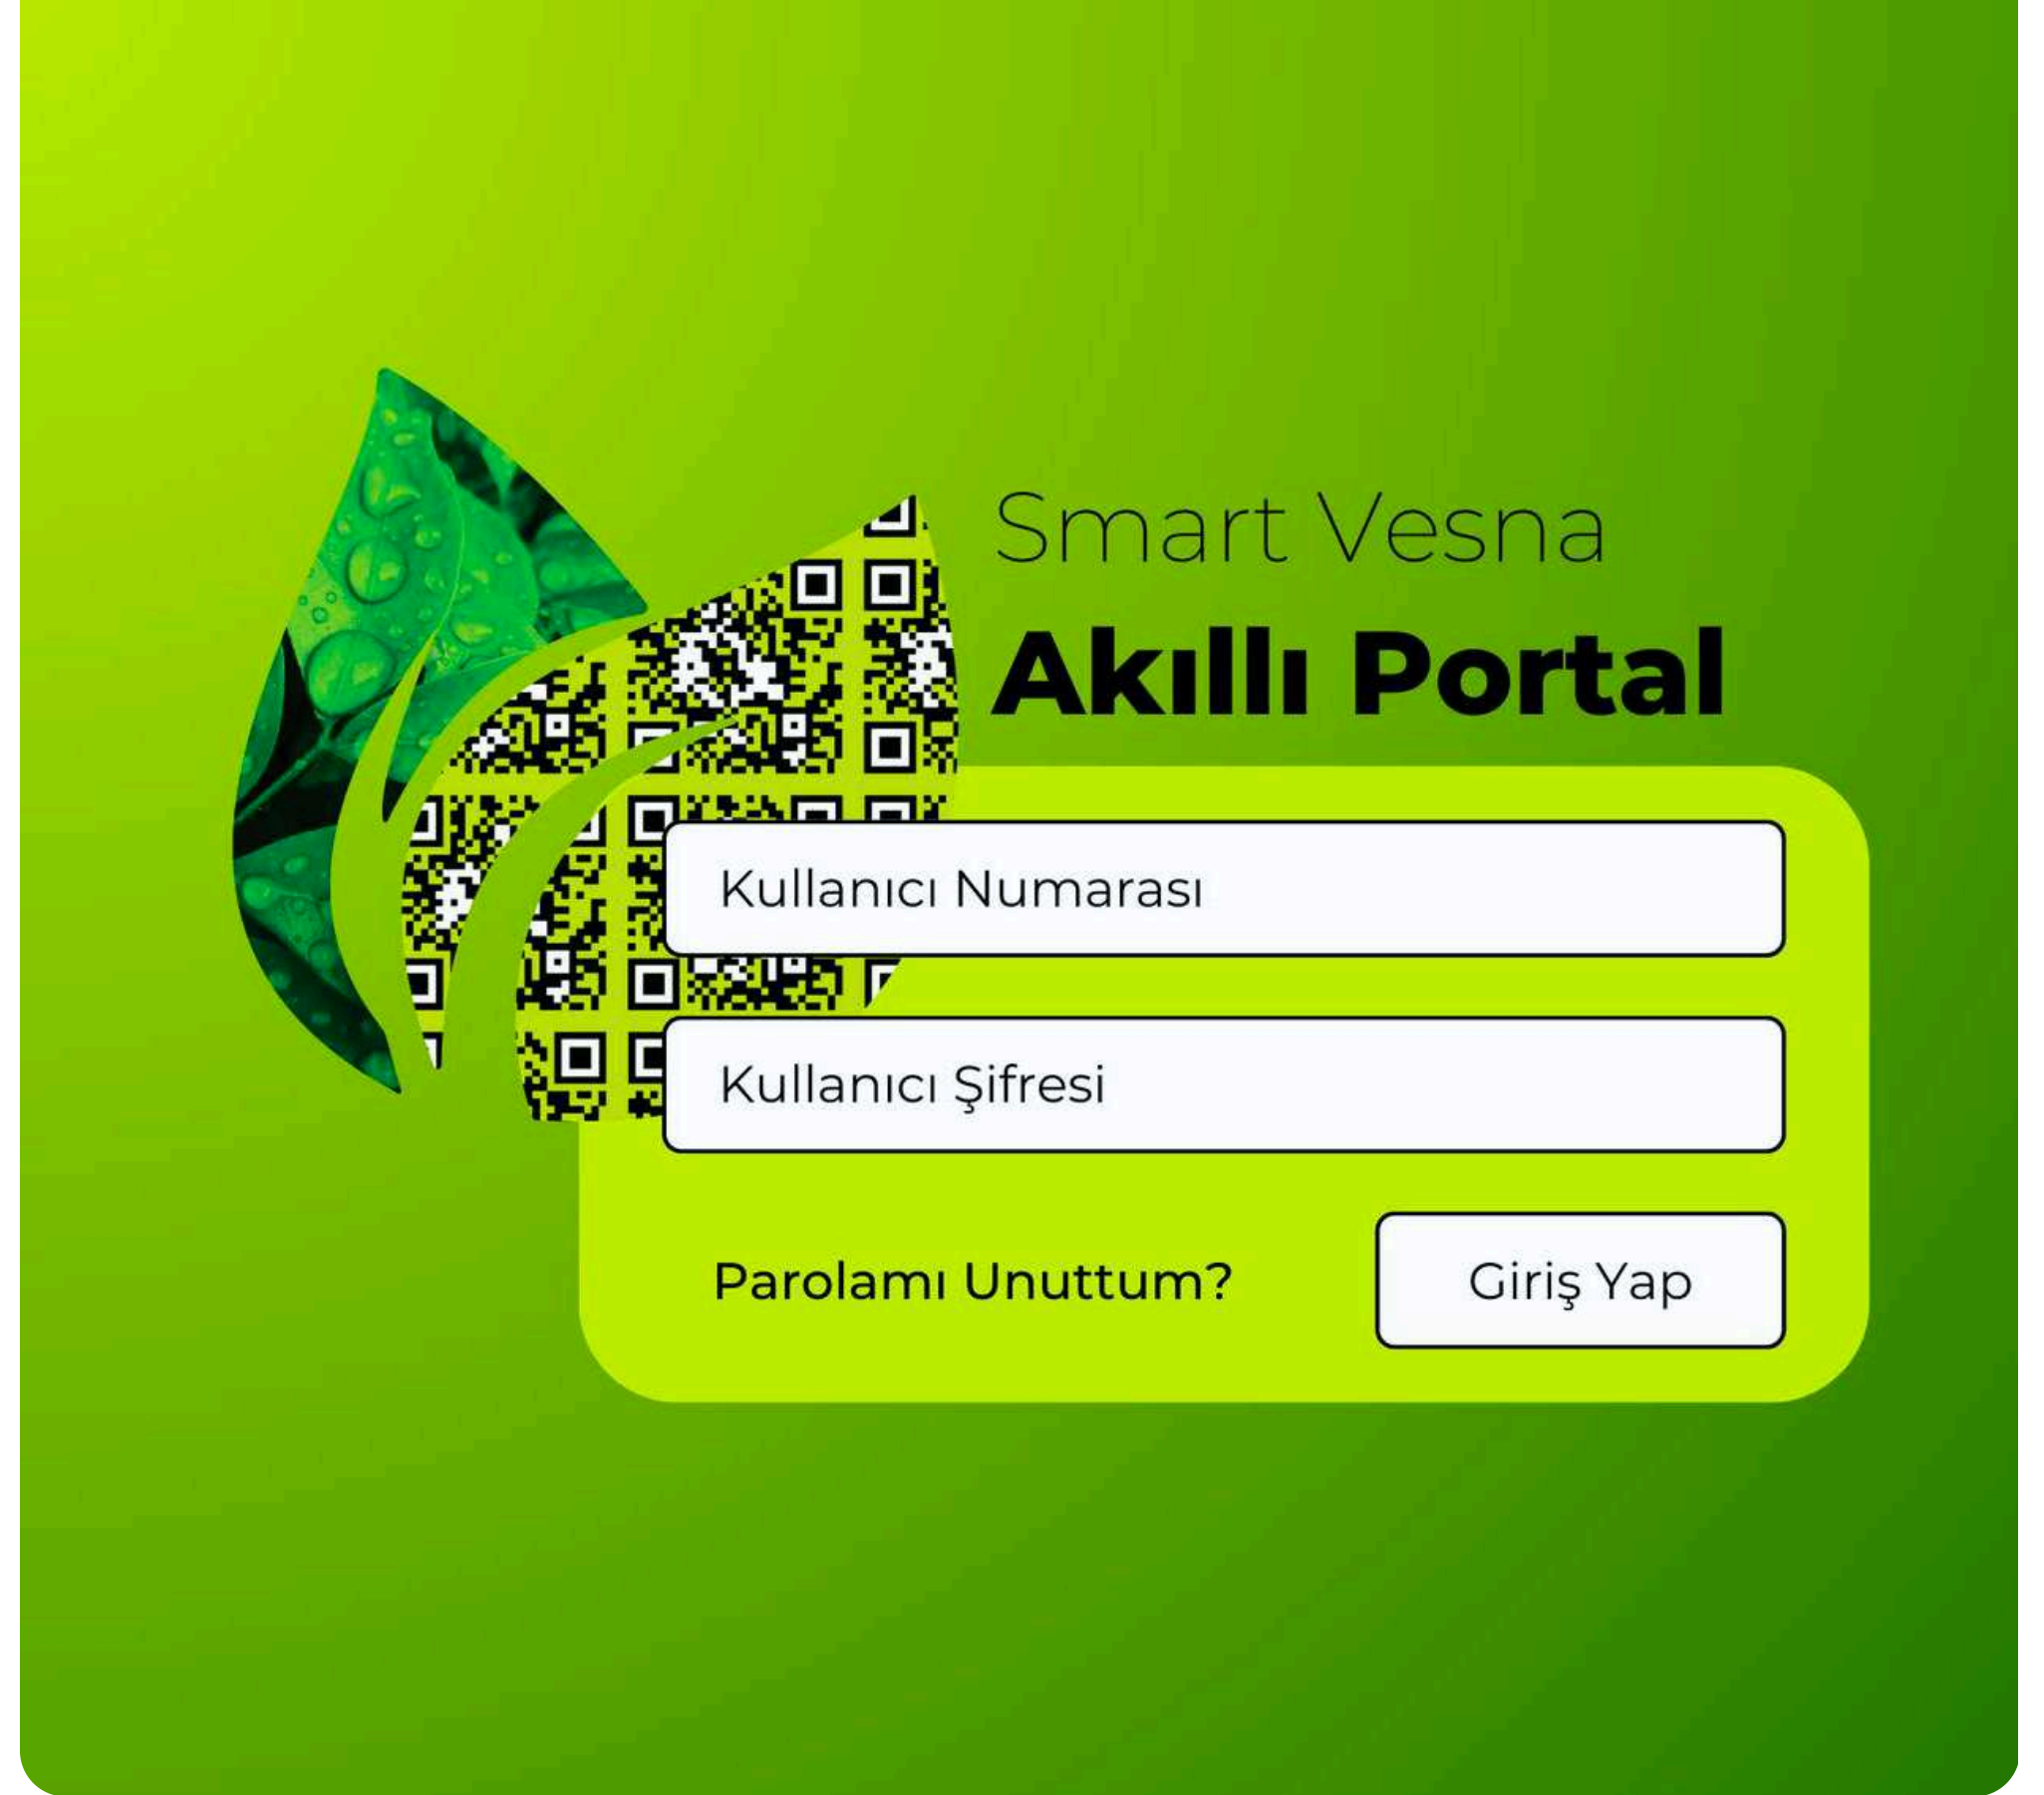 Smart Vesna
Akıllı Portal
Kullanıcı Numarası
Kullanıcı Şifresi
Parolamı Unuttum?
Giriş Yap